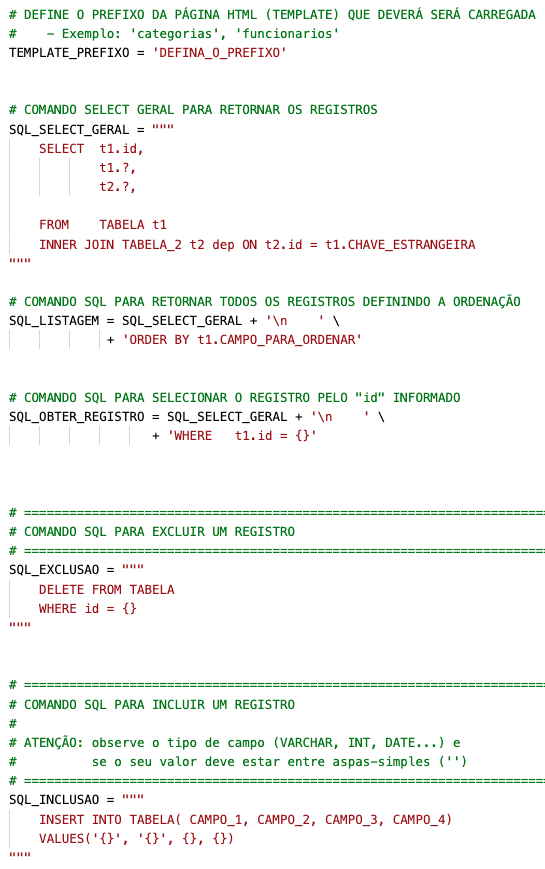 # DEFINE O PREFIXO DA PÁGINA HTML (TEMPLATE) QUE DEVERÁ SERÁ CARREGADA
#    - Exemplo: 'categorias', 'funcionarios'
TEMPLATE_PREFIXO = 'DEFINA_O_PREFIXO'
# COMANDO SELECT GERAL PARA RETORNAR OS REGISTROS
SQL_SELECT_GERAL = """
    SELECT  t1.id,
            t1.?,
            t2.?,
    FROM    TABELA t1
    INNER JOIN TABELA_2 t2 dep ON t2.id = t1.CHAVE_ESTRANGEIRA
"""
# COMANDO SQL PARA RETORNAR TODOS OS REGISTROS DEFININDO A ORDENAÇÃO
SQL_LISTAGEM = SQL_SELECT_GERAL + '\n    ' \
             + 'ORDER BY t1.CAMPO_PARA_ORDENAR'
# COMANDO SQL PARA SELECIONAR O REGISTRO PELO "id" INFORMADO
SQL_OBTER_REGISTRO = SQL_SELECT_GERAL + '\n    ' \
                   + 'WHERE   t1.id = {}'
# ======================================================================
# COMANDO SQL PARA EXCLUIR UM REGISTRO
# ======================================================================
SQL_EXCLUSAO = """
    DELETE FROM TABELA
    WHERE id = {}
"""
# ======================================================================
# COMANDO SQL PARA INCLUIR UM REGISTRO
#
# ATENÇÃO: observe o tipo de campo (VARCHAR, INT, DATE...) e
#          se o seu valor deve estar entre aspas-simples ('')
# ======================================================================
SQL_INCLUSAO = """
    INSERT INTO TABELA( CAMPO_1, CAMPO_2, CAMPO_3, CAMPO_4)
    VALUES('{}', '{}', {}, {})
"""